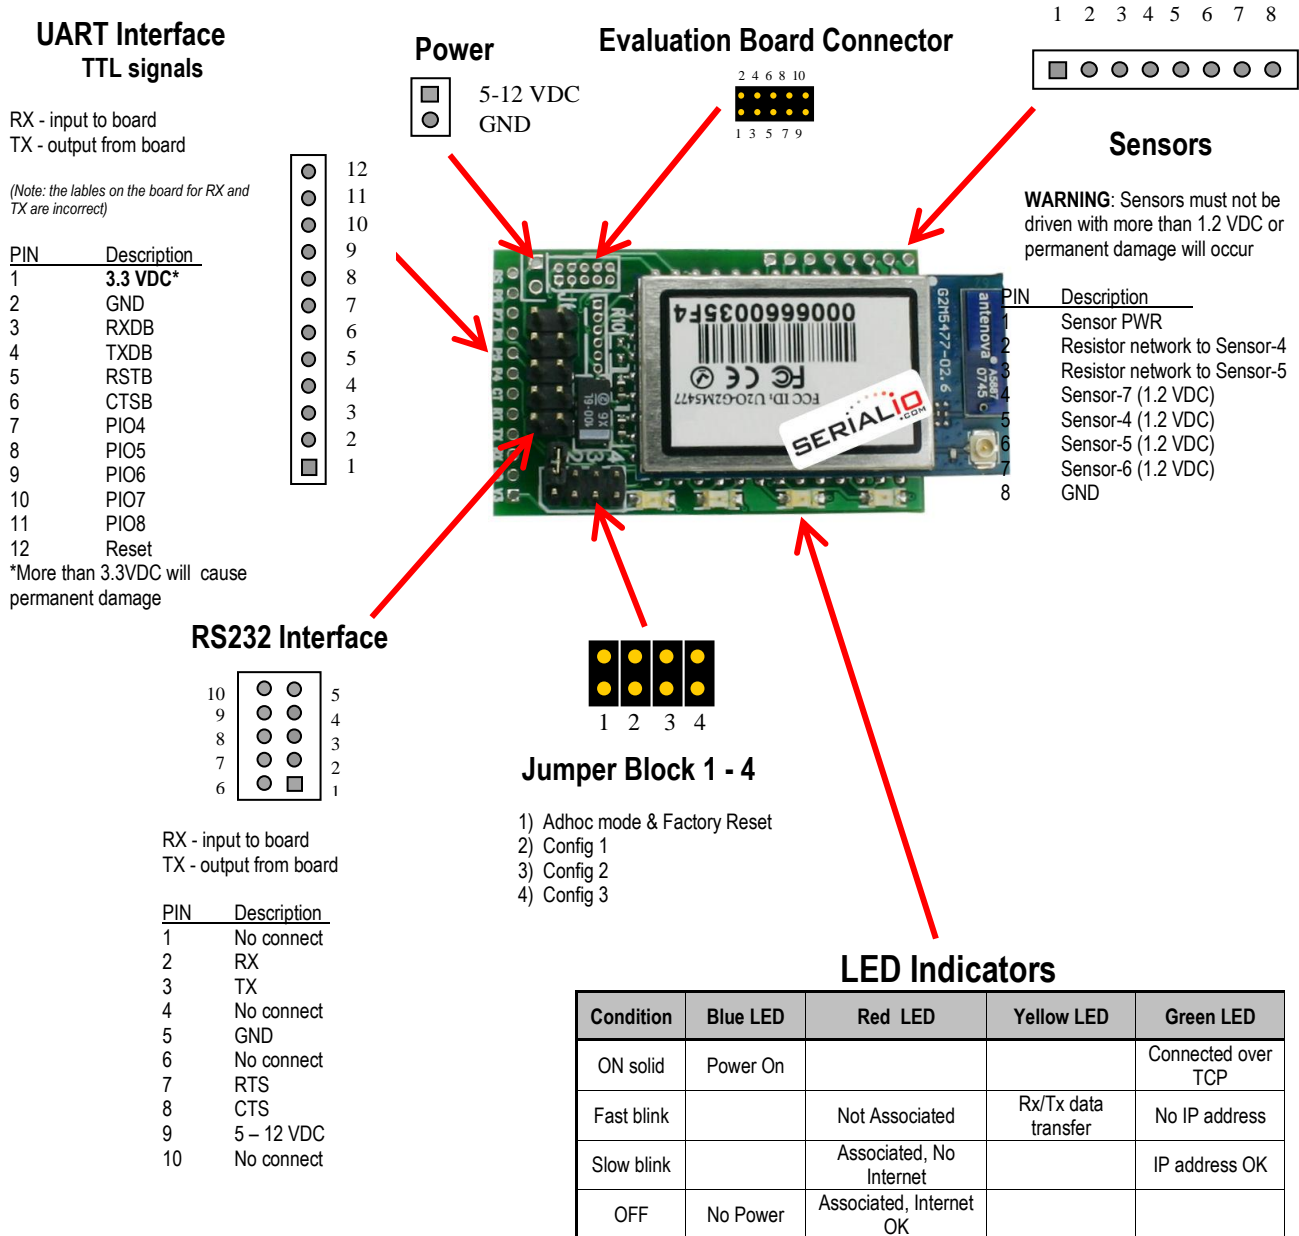 UART Interface
TTL signals
RX - input to board
TX - output from board
(Note: the lables on the board for RX and
TX are incorrect)
PIN Description
1 3.3 VDC*
2 GND
3 RXDB
4 TXDB
5 RSTB
6 CTSB
7 PIO4
8 PIO5
9 PIO6
10 PIO7
11 PIO8
12 Reset
*More than 3.3VDC will cause
permanent damage
12
11
10
9
8
7
6
5
4
3
2
1
Power
5-12 VDC
GND
Evaluation Board Connector
2 4 6 8 10
1 3 5 7 9
1 2 3 4 5 6 7 8
Sensors
WARNING: Sensors must not be
driven with more than 1.2 VDC or
permanent damage will occur
PIN Description
1 Sensor PWR
2 Resistor network to Sensor-4
3 Resistor network to Sensor-5
4 Sensor-7 (1.2 VDC)
5 Sensor-4 (1.2 VDC)
6 Sensor-5 (1.2 VDC)
7 Sensor-6 (1.2 VDC)
8 GND
0006660035F4
FC CE
FCC ID: U2O-G2M5477
SERIALIO
.COM
G2M5477-02.6
antenova
A5887
0745
2
3
4
RS232 Interface
10 5
9 4
8 3
7 2
6 1
RX - input to board
TX - output from board
PIN Description
1 No connect
2 RX
3 TX
4 No connect
5 GND
6 No connect
7 RTS
8 CTS
9 5 – 12 VDC
10 No connect
1 2 3 4
Jumper Block 1 - 4
1) Adhoc mode & Factory Reset
2) Config 1
3) Config 2
4) Config 3
LED Indicators
Condition Blue LED Red LED Yellow LED Green LED
ON solid Power On Connected over
TCP
Fast blink Not Associated Rx/Tx data
transfer No IP address
Slow blink Associated, No
Internet IP address OK
OFF No Power Associated, Internet
OK